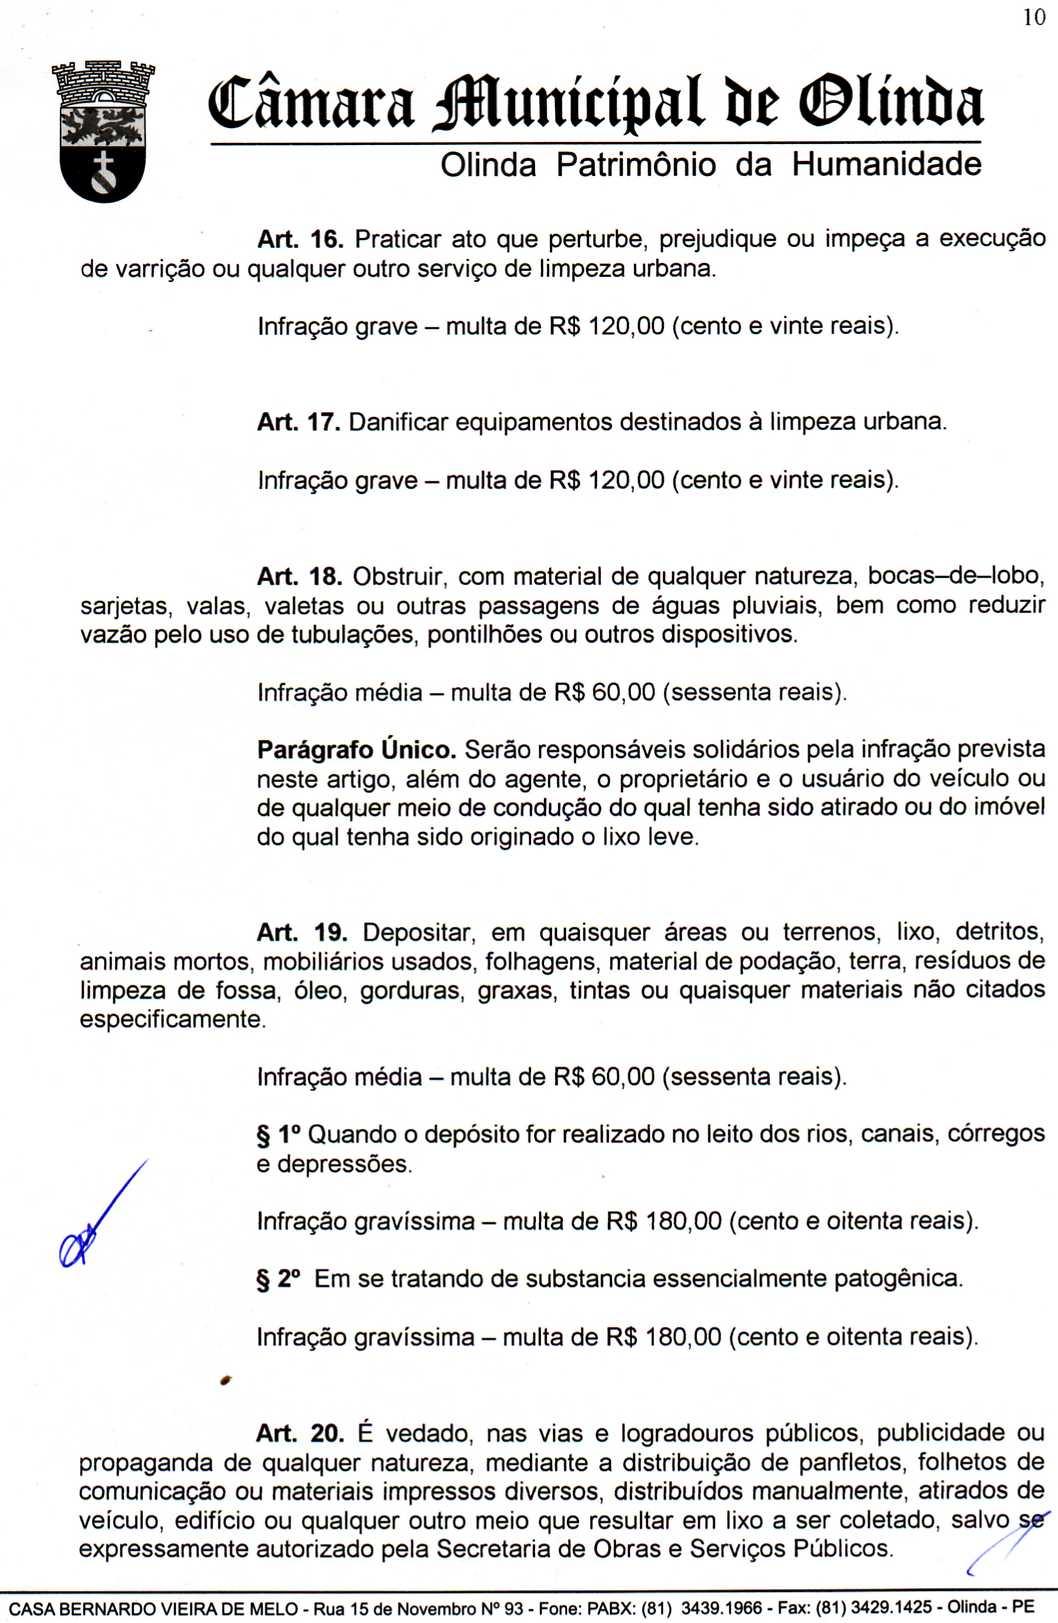 10
Câmara Municipal de Olinda
Olinda Patrimônio da Humanidade
Art. 16. Praticar ato que perturbe, prejudique ou impeça a execução
de varrição ou qualquer outro serviço de limpeza urbana.
Infração grave – multa de R$ 120,00 (cento e vinte reais).
Art. 17. Danificar equipamentos destinados à limpeza urbana.
Infração grave – multa de R$ 120,00 (cento e vinte reais).
Art. 18. Obstruir, com material de qualquer natureza, bocas–de–lobo,
sarjetas, valas, valetas ou outras passagens de águas pluviais, bem como reduzir
vazão pelo uso de tubulações, pontilhões ou outros dispositivos.
Infração média – multa de R$ 60,00 (sessenta reais).
Parágrafo Único. Serão responsáveis solidários pela infração prevista
neste artigo, além do agente, o proprietário e o usuário do veículo ou
de qualquer meio de condução do qual tenha sido atirado ou do imóvel
do qual tenha sido originado o lixo leve.
Art. 19. Depositar, em quaisquer áreas ou terrenos, lixo, detritos,
animais mortos, mobiliários usados, folhagens, material de podação, terra, resíduos de
limpeza de fossa, óleo, gorduras, graxas, tintas ou quaisquer materiais não citados
especificamente.
Infração média – multa de R$ 60,00 (sessenta reais).
§ 1º Quando o depósito for realizado no leito dos rios, canais, córregos
e depressões.
Infração gravíssima – multa de R$ 180,00 (cento e oitenta reais).
§ 2º Em se tratando de substancia essencialmente patogênica.
Infração gravíssima – multa de R$ 180,00 (cento e oitenta reais).
Art. 20. É vedado, nas vias e logradouros públicos, publicidade ou
propaganda de qualquer natureza, mediante a distribuição de panfletos, folhetos de
comunicação ou materiais impressos diversos, distribuídos manualmente, atirados de
veículo, edifício ou qualquer outro meio que resultar em lixo a ser coletado, salvo se
expressamente autorizado pela Secretaria de Obras e Serviços Públicos.
CASA BERNARDO VIEIRA DE MELO - Rua 15 de Novembro Nº 93 - Fone: PABX: (81) 3439.1966 - Fax: (81) 3429.1425 - Olinda - PE